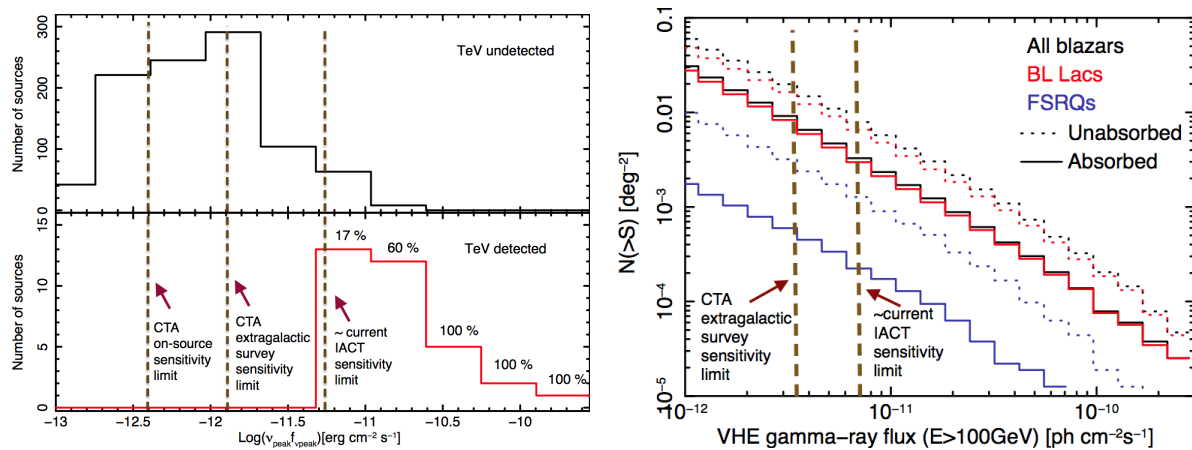 Number of sources
300
200
100
0
TeV undetected
Number of sources
15
10
5
0
TeV detected
17 %
60 %
100 %
100 %
100 %
CTA
on-source
sensitivity
limit
CTA
extragalactic
survey
sensitivity
limit
~ current
IACT
sensitivity
limit
−13
−12.5
−12
−11.5
−11
−10.5
−10
Log(νpeakfνpeak)[erg cm−2 s−1]
N(>S) [deg−2]
0.1
0.01
10−3
10−4
10−5
All blazars
BL Lacs
FSRQs
Unabsorbed
Absorbed
CTA
extragalactic
survey
sensitivity
limit
~current
IACT
sensitivity
limit
10−12
10−11
10−10
VHE gamma−ray flux (E>100GeV) [ph cm−2s−1]